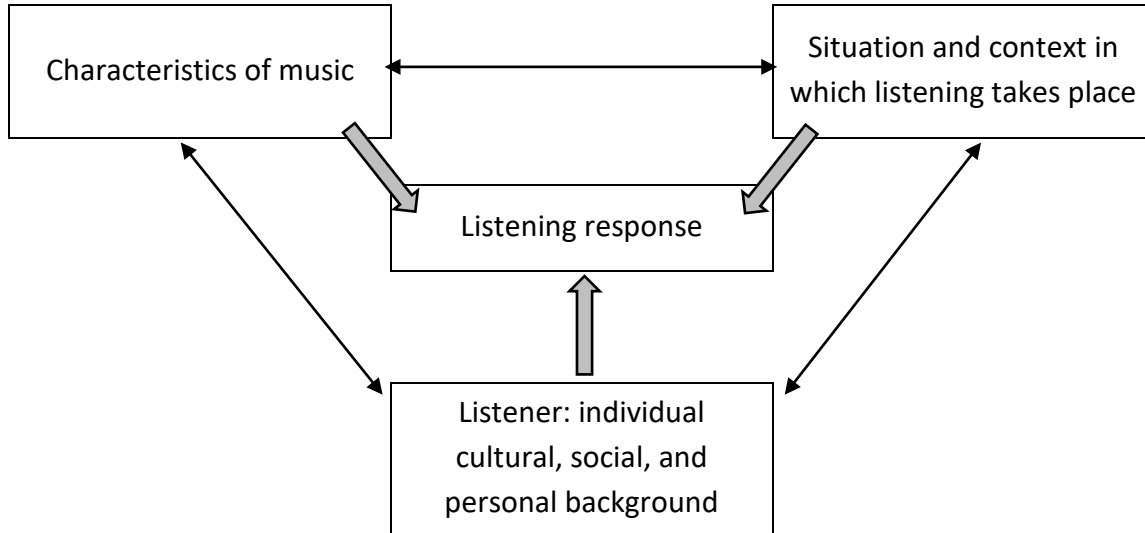 Characteristics of music
Situation and context in
which listening takes place
Listening response
Listener: individual
cultural, social, and
personal background